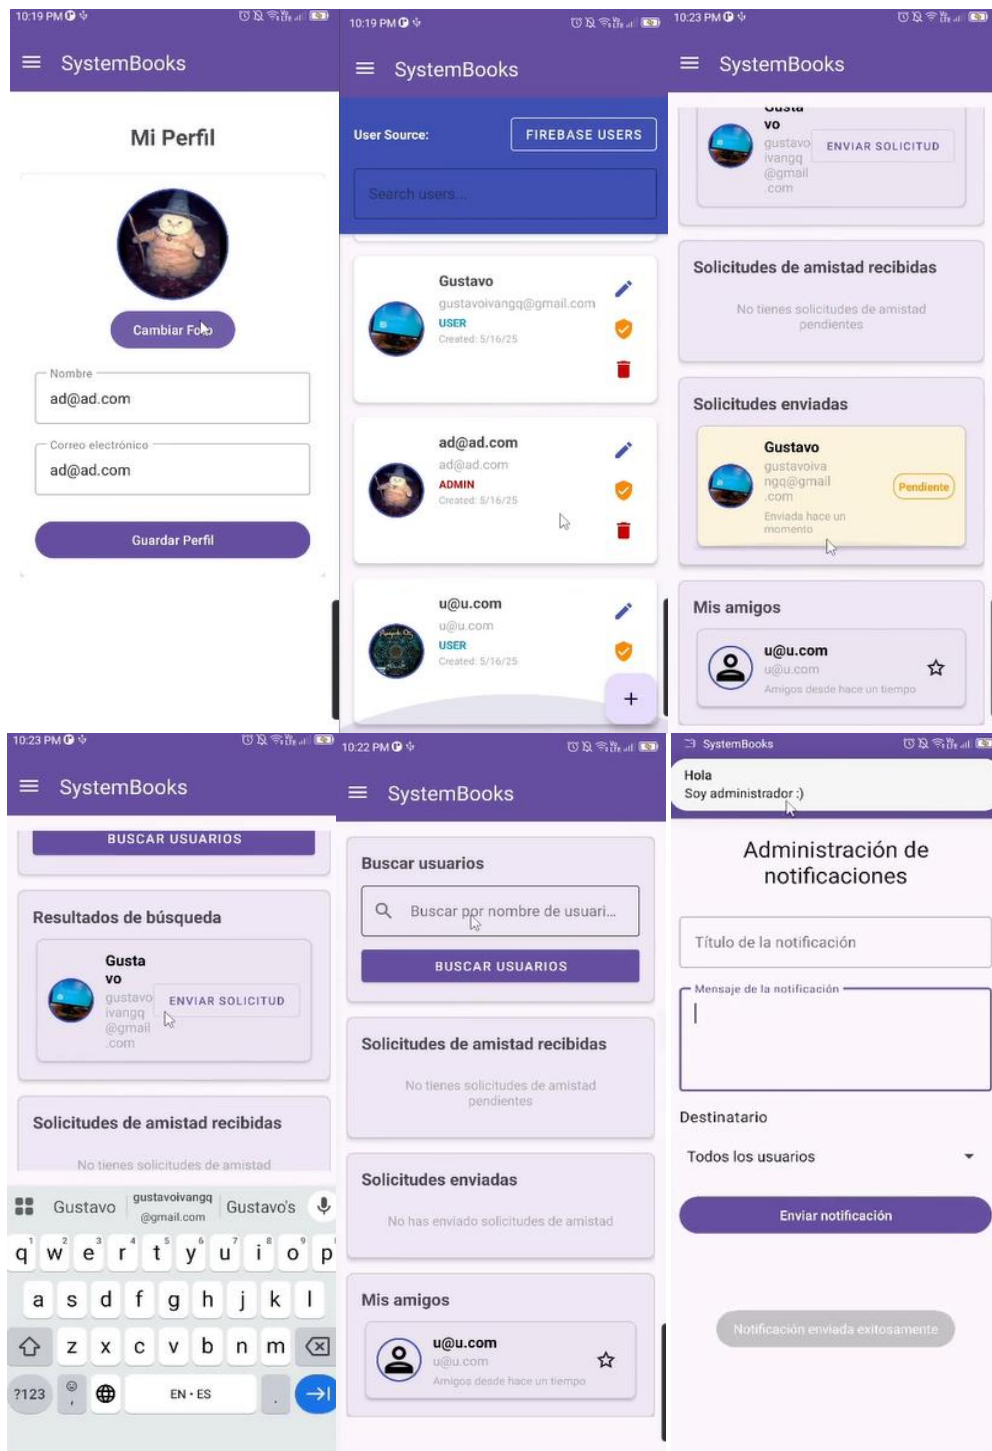 10:19 PM
SystemBooks
Mi Perfil
Cambiar Foto
Nombre
ad@ad.com
Correo electrónico
ad@ad.com
Guardar Perfil
10:19 PM
SystemBooks
User Source:
FIREBASE USERS
Search users...
Gustavo
gustavoivangq@gmail.com
USER
Created: 5/16/25
ad@ad.com
ad@ad.com
ADMIN
Created: 5/16/25
u@u.com
u@u.com
USER
Created: 5/16/25
+
10:23 PM
SystemBooks
Gusta
vo
gustavo
ivangq
@gmail
.com
ENVIAR SOLICITUD
Solicitudes de amistad recibidas
No tienes solicitudes de amistad
pendientes
Solicitudes enviadas
Gustavo
gustavoiva
ngq@gmail
.com
Enviada hace un
momento
Pendiente
Mis amigos
u@u.com
u@u.com
Amigos desde hace un tiempo
10:23 PM
SystemBooks
BUSCAR USUARIOS
Resultados de búsqueda
Gusta
vo
gustavo
ivangq
@gmail
.com
ENVIAR SOLICITUD
Solicitudes de amistad recibidas
No tienes solicitudes de amistad
Gustavo
gustavoivangq
@gmail.com
Gustavo's
q1 w2 e3 r4 t5 y6 u7 i8 o9 p
a s d f g h j k l
z x c v b n m
?123 , EN • ES .
10:22 PM
SystemBooks
Buscar usuarios
Buscar por nombre de usuari...
BUSCAR USUARIOS
Solicitudes de amistad recibidas
No tienes solicitudes de amistad
pendientes
Solicitudes enviadas
No has enviado solicitudes de amistad
Mis amigos
u@u.com
u@u.com
Amigos desde hace un tiempo
SystemBooks
Hola
Soy administrador :)
Administración de
notificaciones
Título de la notificación
Mensaje de la notificación
Destinatario
Todos los usuarios
Enviar notificación
Notificación enviada exitosamente